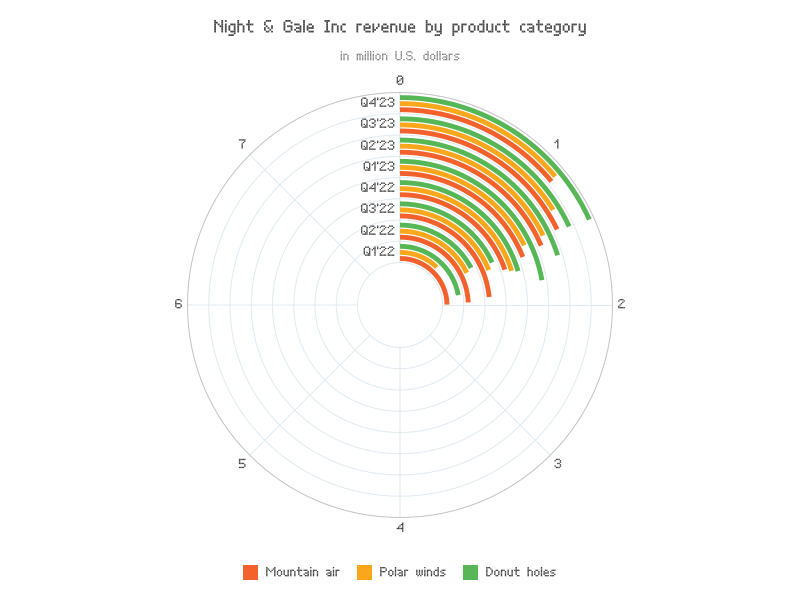 Night & Gale Inc revenue by product category
in million U.S. dollars
0
Q4'23
Q3'23
7
1
Q2'23
Q1'23
Q4'22
Q3'22
Q2'22
Q1'22
6
2
5
3
4
Mountain air Polar winds Donut holes